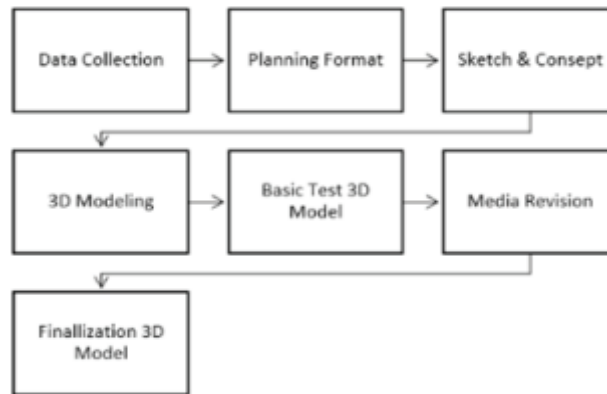 Data Collection
Planning Format
Sketch & Consept
3D Modeling
Basic Test 3D
Model
Media Revision
Finallization 3D
Model